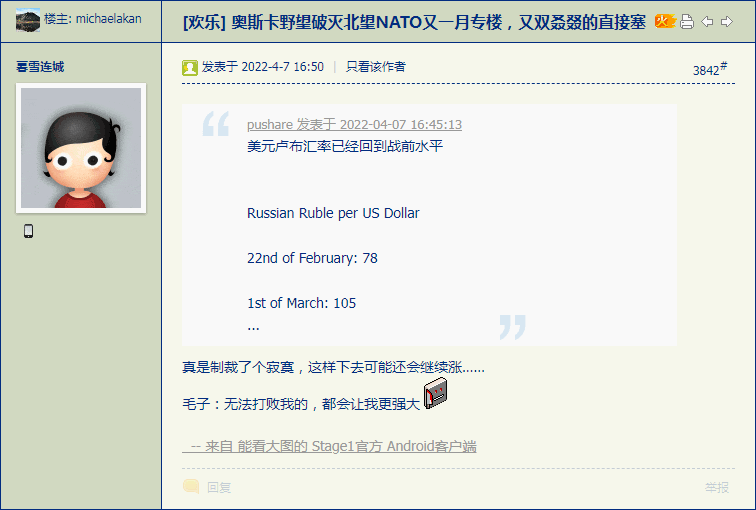 楼主: michaelakan
[欢乐] 奥斯卡野望破灭北望NATO又一月专楼，又双叒叕的直接塞 火
暮雪连城
发表于 2022-4-7 16:50 | 只看该作者
3842#
pushare 发表于 2022-04-07 16:45:13
美元卢布汇率已经回到战前水平
Russian Ruble per US Dollar
22nd of February: 78
1st of March: 105
...
真是制裁了个寂寞，这样下去可能还会继续涨……
毛子：无法打败我的，都会让我更强大
-- 来自 能看大图的 Stage1官方 Android客户端
回复
举报